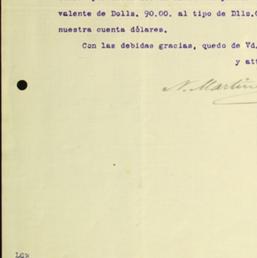 valente de Dolls. 90.00. al tipo de Dlls.
nuestra cuenta dólares.
Con las debidas gracias, quedo de Vd.
y att
N. Martin